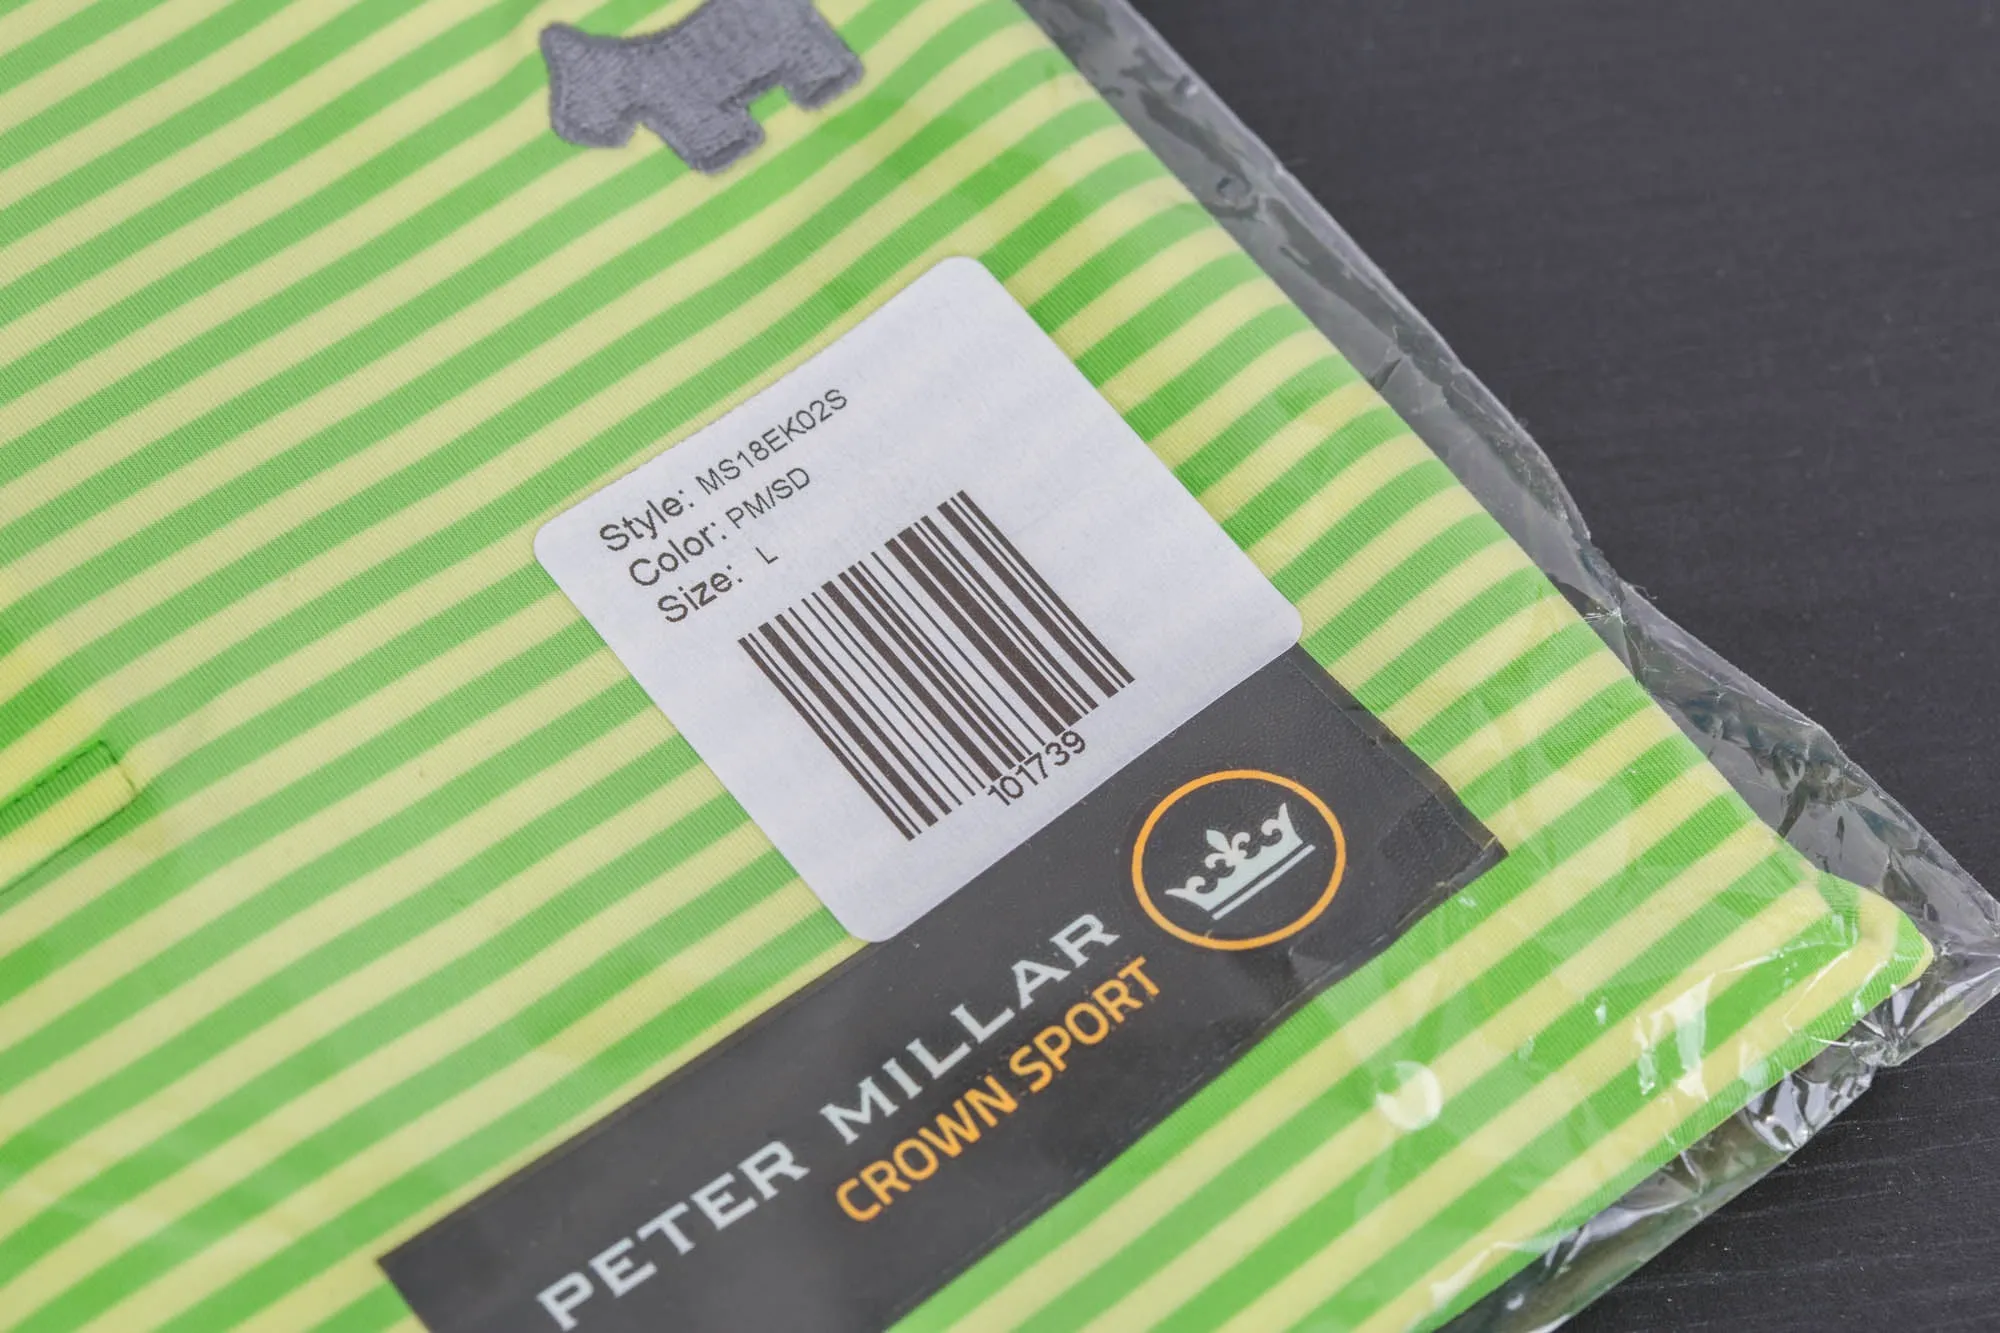 Style: MS18EK02S
Color: PM/SD
Size: L
101739
PETER MILLAR
CROWN SPORT